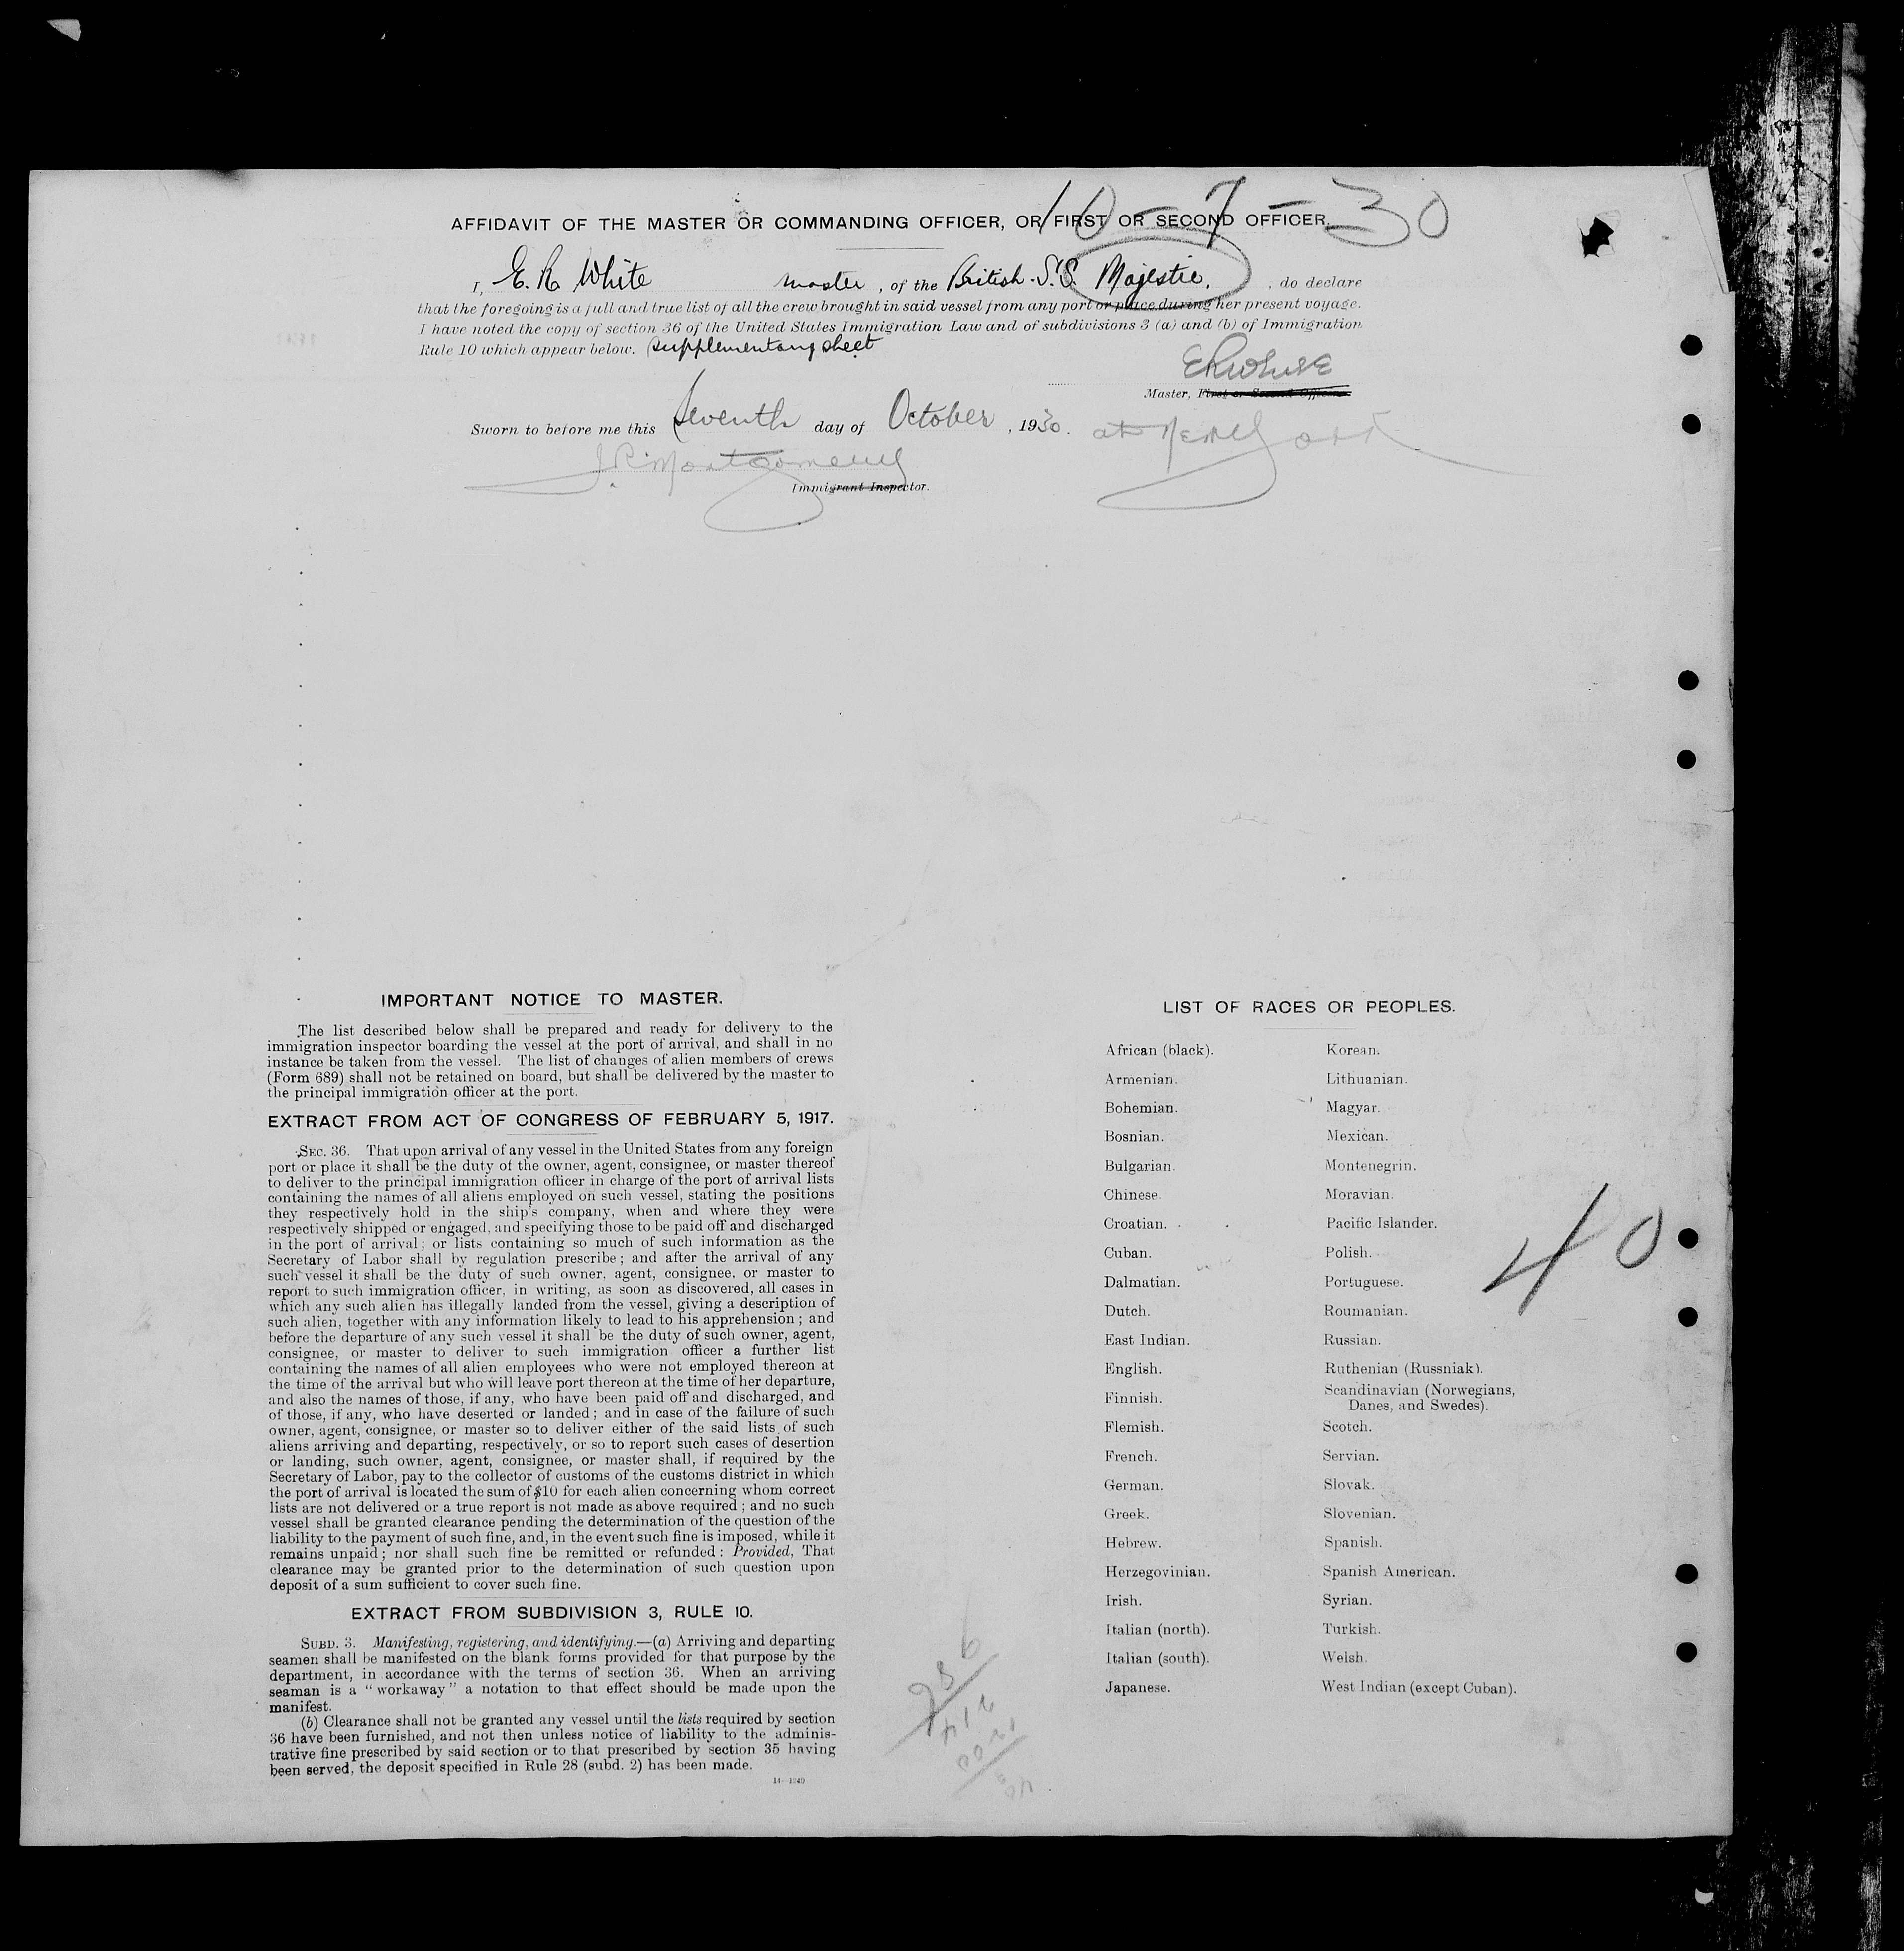 10-7-30
AFFIDAVIT OF THE MASTER OR COMMANDING OFFICER, OR FIRST OR SECOND OFFICER.
I, E. R. White master, of the British S.S. Majestic, do declare
that the foregoing is a full and true list of all the crew brought in said vessel from any port or place during her present voyage.
I have noted the copy of section 36 of the United States Immigration Law and of subdivisions 3 (a) and (b) of Immigration
Rule 10 which appear below. supplementary sheet
E R White
Master, First or Second Officer.
Sworn to before me this Seventh day of October, 1930. at New York
J. R. Montgomery
Immigrant Inspector.
IMPORTANT NOTICE TO MASTER.
The list described below shall be prepared and ready for delivery to the
immigration inspector boarding the vessel at the port of arrival, and shall in no
instance be taken from the vessel. The list of changes of alien members of crews
(Form 689) shall not be retained on board, but shall be delivered by the master to
the principal immigration officer at the port.
EXTRACT FROM ACT OF CONGRESS OF FEBRUARY 5, 1917.
SEC. 36. That upon arrival of any vessel in the United States from any foreign
port or place it shall be the duty of the owner, agent, consignee, or master thereof
to deliver to the principal immigration officer in charge of the port of arrival lists
containing the names of all aliens employed on such vessel, stating the positions
they respectively hold in the ship's company, when and where they were
respectively shipped or engaged, and specifying those to be paid off and discharged
in the port of arrival; or lists containing so much of such information as the
Secretary of Labor shall by regulation prescribe; and after the arrival of any
such vessel it shall be the duty of such owner, agent, consignee, or master to
report to such immigration officer, in writing, as soon as discovered, all cases in
which any such alien has illegally landed from the vessel, giving a description of
such alien, together with any information likely to lead to his apprehension; and
before the departure of any such vessel it shall be the duty of such owner, agent,
consignee, or master to deliver to such immigration officer a further list
containing the names of all alien employees who were not employed thereon at
the time of the arrival but who will leave port thereon at the time of her departure,
and also the names of those, if any, who have been paid off and discharged, and
of those, if any, who have deserted or landed; and in case of the failure of such
owner, agent, consignee, or master so to deliver either of the said lists of such
aliens arriving and departing, respectively, or so to report such cases of desertion
or landing, such owner, agent, consignee, or master shall, if required by the
Secretary of Labor, pay to the collector of customs of the customs district in which
the port of arrival is located the sum of $10 for each alien concerning whom correct
lists are not delivered or a true report is not made as above required; and no such
vessel shall be granted clearance pending the determination of the question of the
liability to the payment of such fine, and, in the event such fine is imposed, while it
remains unpaid; nor shall such fine be remitted or refunded: Provided, That
clearance may be granted prior to the determination of such question upon
deposit of a sum sufficient to cover such fine.
EXTRACT FROM SUBDIVISION 3, RULE 10.
SUBD. 3. Manifesting, registering, and identifying.—(a) Arriving and departing
seamen shall be manifested on the blank forms provided for that purpose by the
department, in accordance with the terms of section 36. When an arriving
seaman is a "workaway" a notation to that effect should be made upon the
manifest.
(b) Clearance shall not be granted any vessel until the lists required by section
36 have been furnished, and not then unless notice of liability to the adminis-
trative fine prescribed by said section or to that prescribed by section 35 having
been served, the deposit specified in Rule 28 (subd. 2) has been made.
14—1240
LIST OF RACES OR PEOPLES.
African (black).
Armenian.
Bohemian.
Bosnian.
Bulgarian.
Chinese.
Croatian.
Cuban.
Dalmatian.
Dutch.
East Indian.
English.
Finnish.
Flemish.
French.
German.
Greek.
Hebrew.
Herzegovinian.
Irish.
Italian (north).
Italian (south).
Japanese.
Korean.
Lithuanian.
Magyar.
Mexican.
Montenegrin.
Moravian.
Pacific Islander.
Polish.
Portuguese.
Roumanian.
Russian.
Ruthenian (Russniak).
Scandinavian (Norwegians,
Danes, and Swedes).
Scotch.
Servian.
Slovak.
Slovenian.
Spanish.
Spanish American.
Syrian.
Turkish.
Welsh.
West Indian (except Cuban).
40